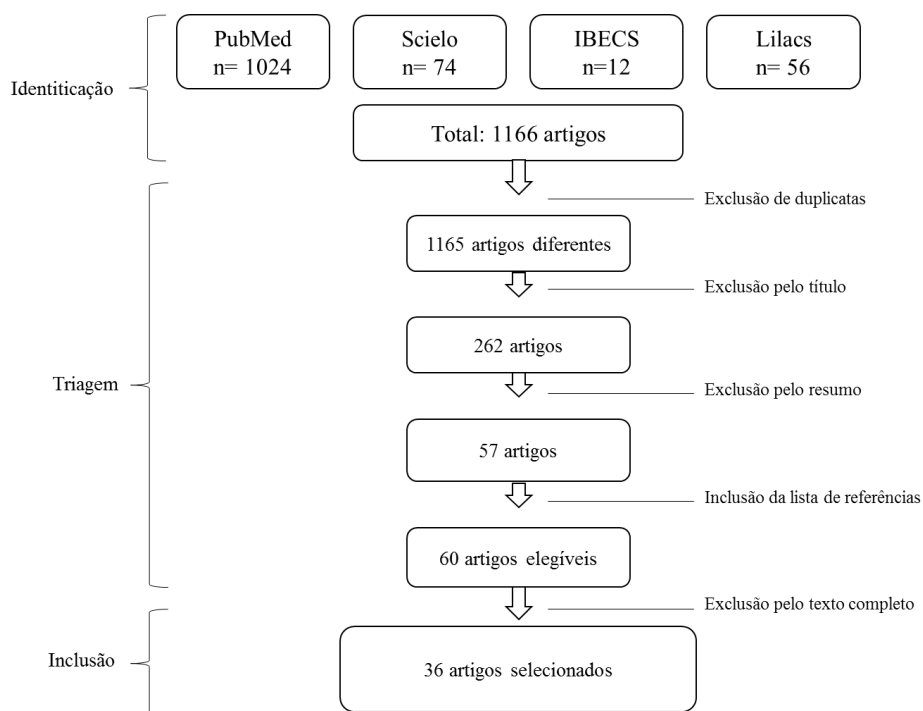 PubMed
n= 1024
Scielo
n= 74
IBECS
n=12
Lilacs
n= 56
Identiticação
Total: 1166 artigos
Exclusão de duplicatas
1165 artigos diferentes
Exclusão pelo título
262 artigos
Triagem
Exclusão pelo resumo
57 artigos
Inclusão da lista de referências
60 artigos elegíveis
Exclusão pelo texto completo
Inclusão
36 artigos selecionados